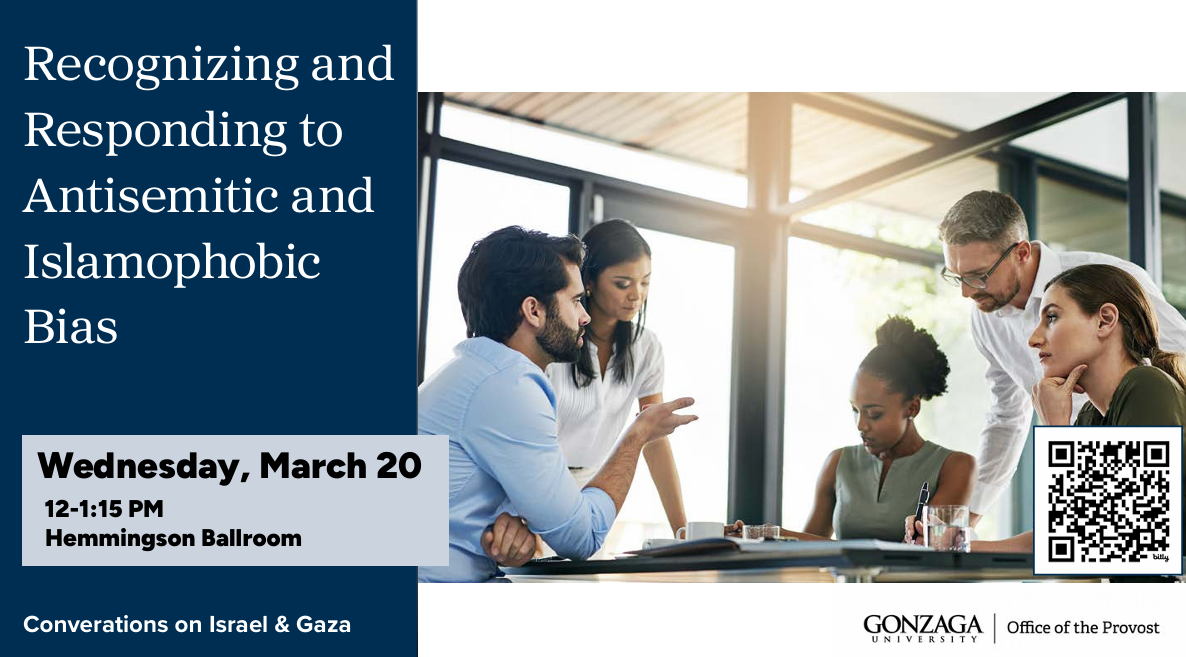 Recognizing and
Responding to
Antisemitic and
Islamophobic
Bias
Wednesday, March 20
12-1:15 PM
Hemmingson Ballroom
Converations on Israel & Gaza
bitly
GONZAGA
UNIVERSITY
Office of the Provost